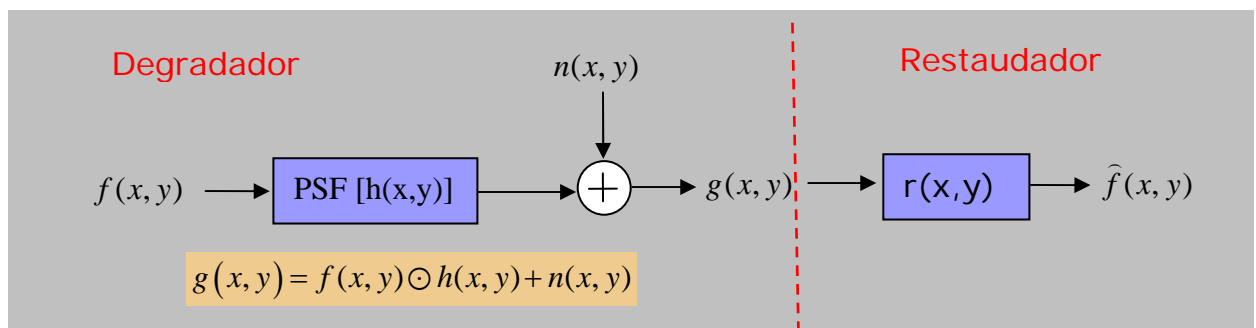 Degradador
n(x, y)
Restaudador
f(x, y)
PSF [h(x,y)]
+
g(x, y)
r(x,y)
f̂(x, y)
g(x, y) = f(x, y) ⊙ h(x, y) + n(x, y)